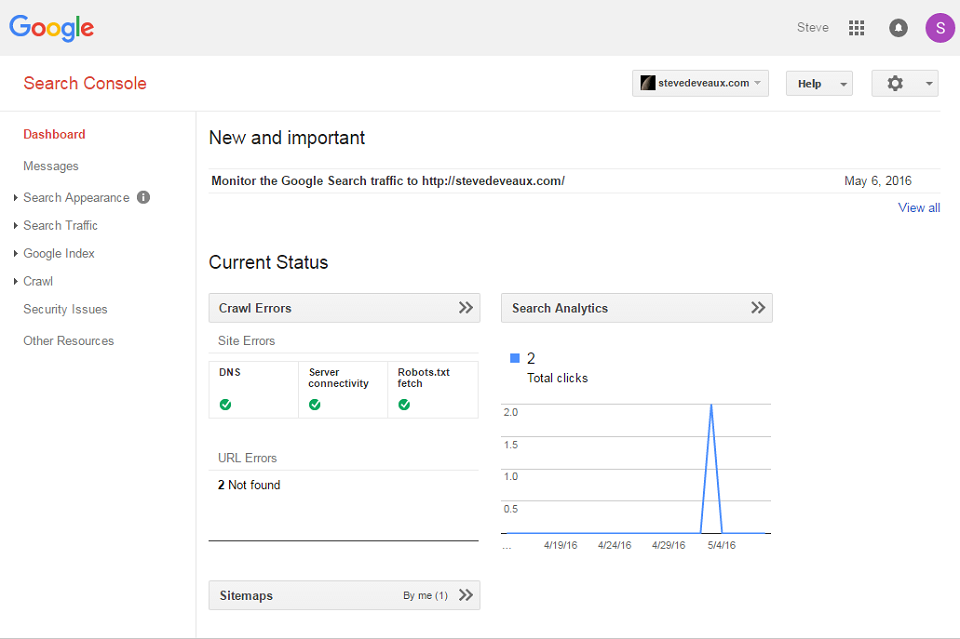 Google
Steve
S
Search Console
stevedeveaux.com
Help
Dashboard
Messages
Search Appearance i
Search Traffic
Google Index
Crawl
Security Issues
Other Resources
New and important
Monitor the Google Search traffic to http://stevedeveaux.com/ May 6, 2016
View all
Current Status
Crawl Errors
Site Errors
DNS
Server
connectivity
Robots.txt
fetch
URL Errors
2 Not found
Sitemaps By me (1)
Search Analytics
2
Total clicks
2.0
1.5
1.0
0.5
... 4/19/16 4/24/16 4/29/16 5/4/16